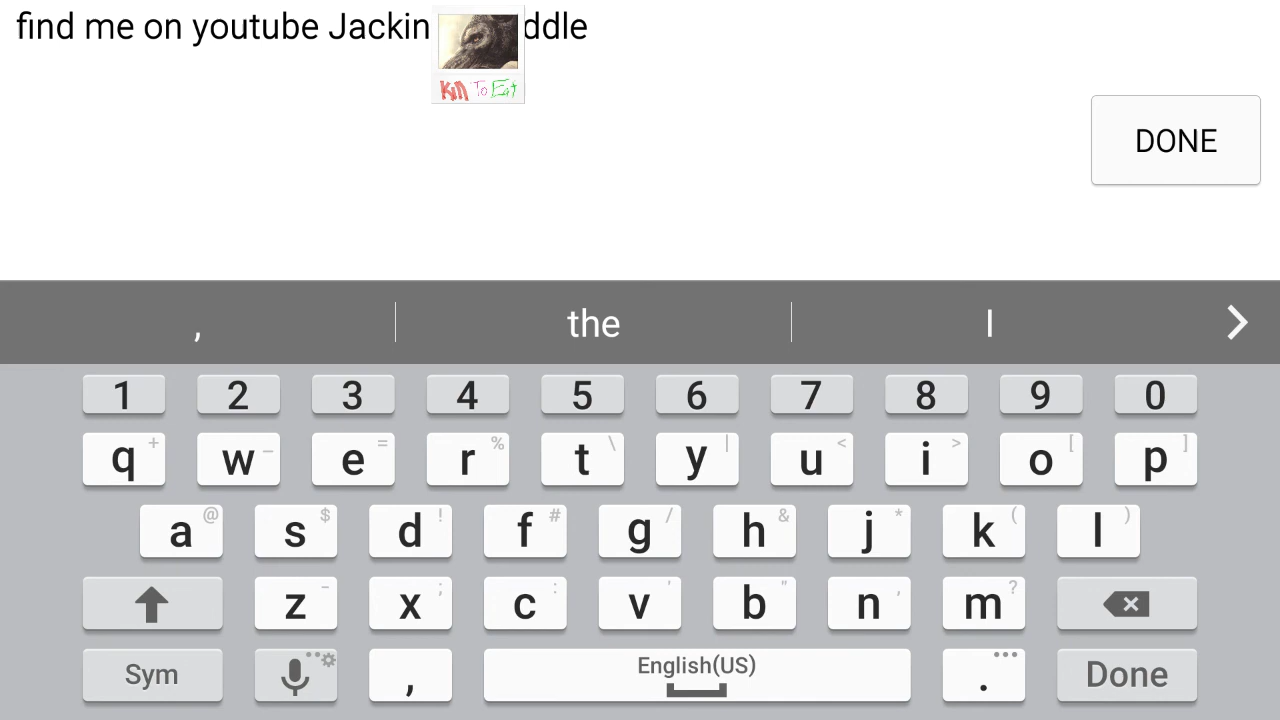 find me on youtube Jackin ddle
Kill To Eat
DONE
, the I
1 2 3 4 5 6 7 8 9 0
q + w _ e = r % t \ y | u < i > o [ p ]
a @ s $ d ! f # g / h & j * k ( l )
z - x ; c : v ' b " n , m ?
Sym , English(US) . Done